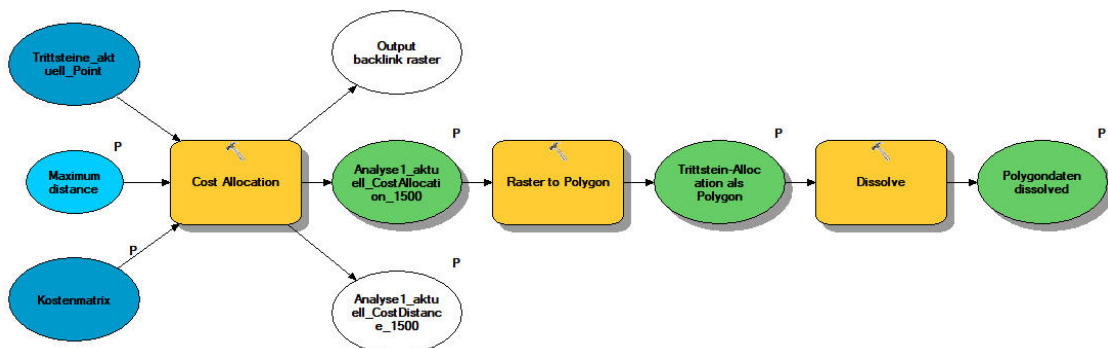 Trittsteine_akt
uell_Point
P
Maximum
distance
P
Kostenmatrix
Cost Allocation
Output
backlink raster
P
Analyse1_aktu
ell_CostAllocati
on_1500
P
Analyse1_aktu
ell_CostDistanc
e_1500
Raster to Polygon
P
Trittstein-Alloc
ation als
Polygon
Dissolve
P
Polygondaten
dissolved